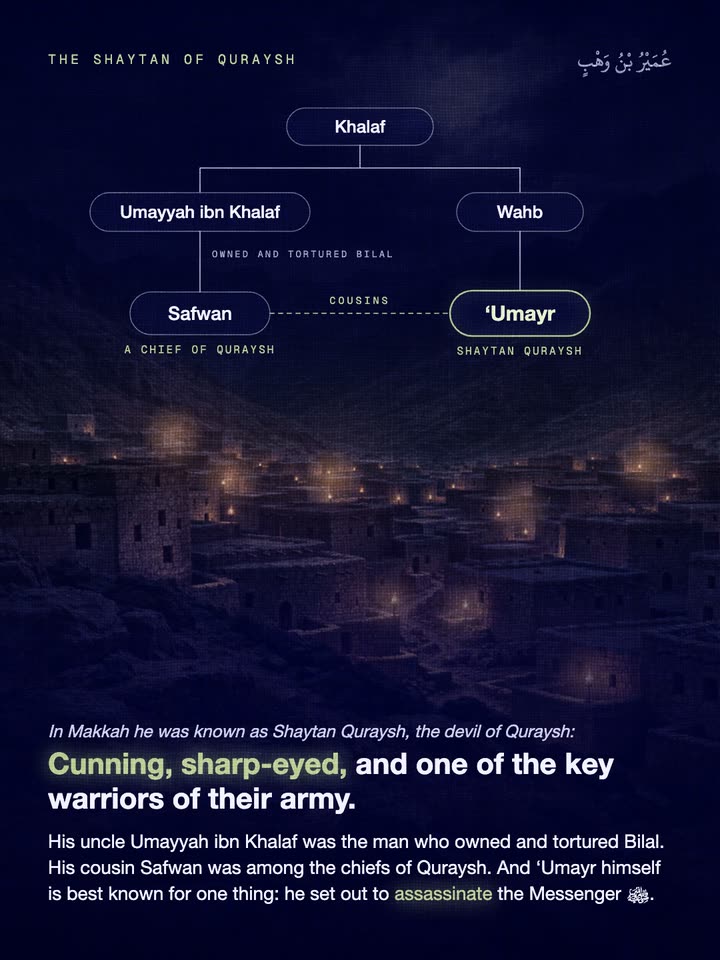 THE SHAYTAN OF QURAYSH
عُمَيْرُ بْنُ وَهْبٍ
Khalaf
Umayyah ibn Khalaf
Wahb
OWNED AND TORTURED BILAL
Safwan
COUSINS
‘Umayr
A CHIEF OF QURAYSH
SHAYTAN QURAYSH
In Makkah he was known as Shaytan Quraysh, the devil of Quraysh:
Cunning, sharp-eyed, and one of the key
warriors of their army.
His uncle Umayyah ibn Khalaf was the man who owned and tortured Bilal.
His cousin Safwan was among the chiefs of Quraysh. And ‘Umayr himself
is best known for one thing: he set out to assassinate the Messenger ﷺ.